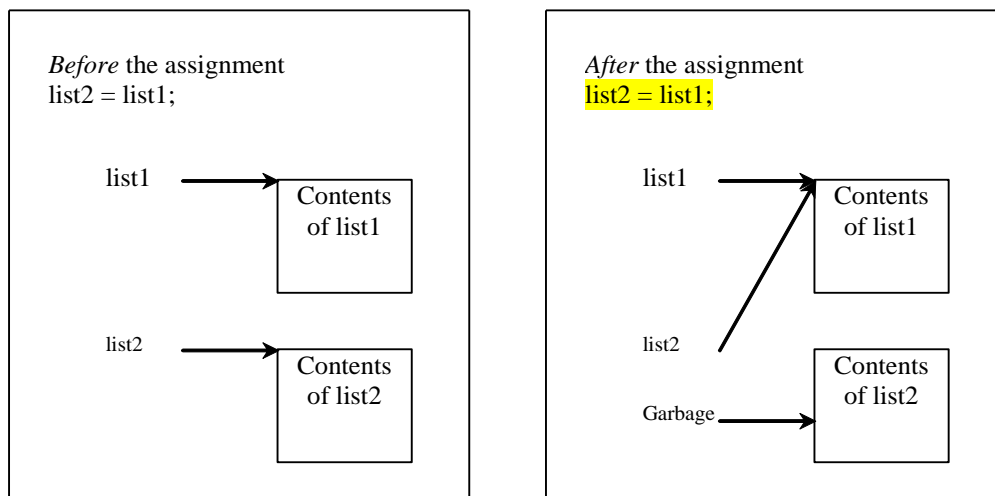 Before the assignment
list2 = list1;
list1
Contents
of list1
list2
Contents
of list2
After the assignment
list2 = list1;
list1
Contents
of list1
list2
Contents
of list2
Garbage